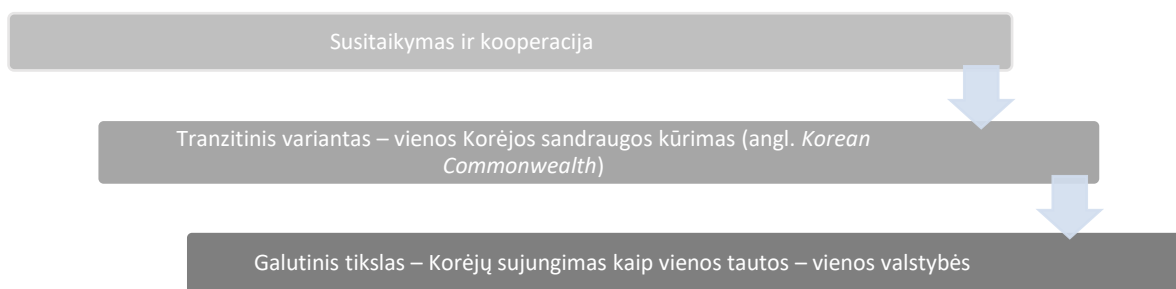 Susitaikymas ir kooperacija
Tranzitinis variantas – vienos Korėjos sandraugos kūrimas (angl. Korean
Commonwealth)
Galutinis tikslas – Korėjų sujungimas kaip vienos tautos – vienos valstybės